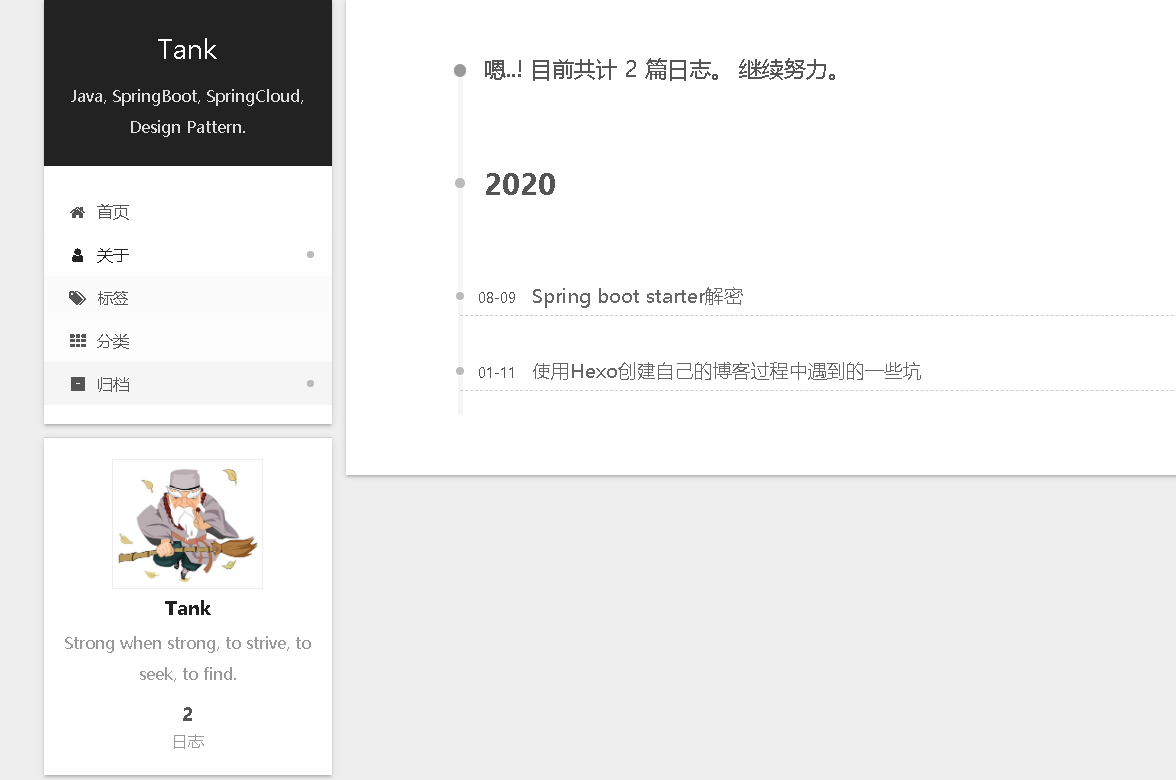 Tank
Java, SpringBoot, SpringCloud,
Design Pattern.
首页
关于
标签
分类
归档
Tank
Strong when strong, to strive, to
seek, to find.
2
日志
嗯..! 目前共计 2 篇日志。 继续努力。
2020
08-09 Spring boot starter解密
01-11 使用Hexo创建自己的博客过程中遇到的一些坑